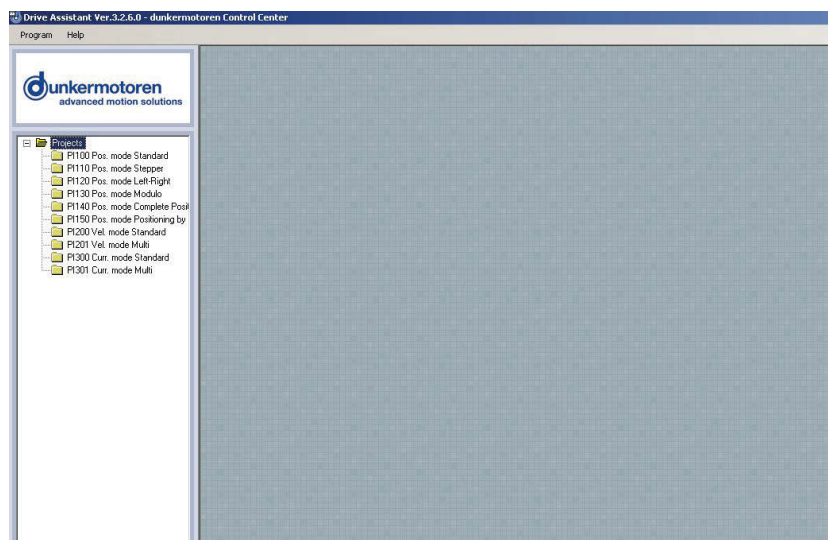 Drive Assistant Ver.3.2.6.0 - dunkermotoren Control Center
Program Help
dunkermotoren
advanced motion solutions
Projects
PI100 Pos. mode Standard
PI110 Pos. mode Stepper
PI120 Pos. mode Left-Right
PI130 Pos. mode Modulo
PI140 Pos. mode Complete Posit
PI150 Pos. mode Positioning by
PI200 Vel. mode Standard
PI201 Vel. mode Multi
PI300 Curr. mode Standard
PI301 Curr. mode Multi